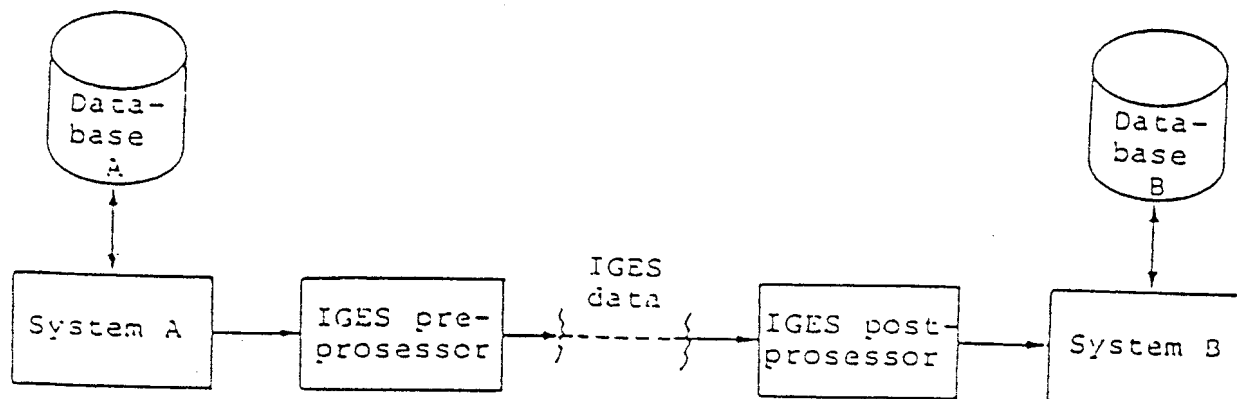 Data-
base
A
Data-
base
B
IGES
data
System A
IGES pre-
prosessor
IGES post-
prosessor
System B